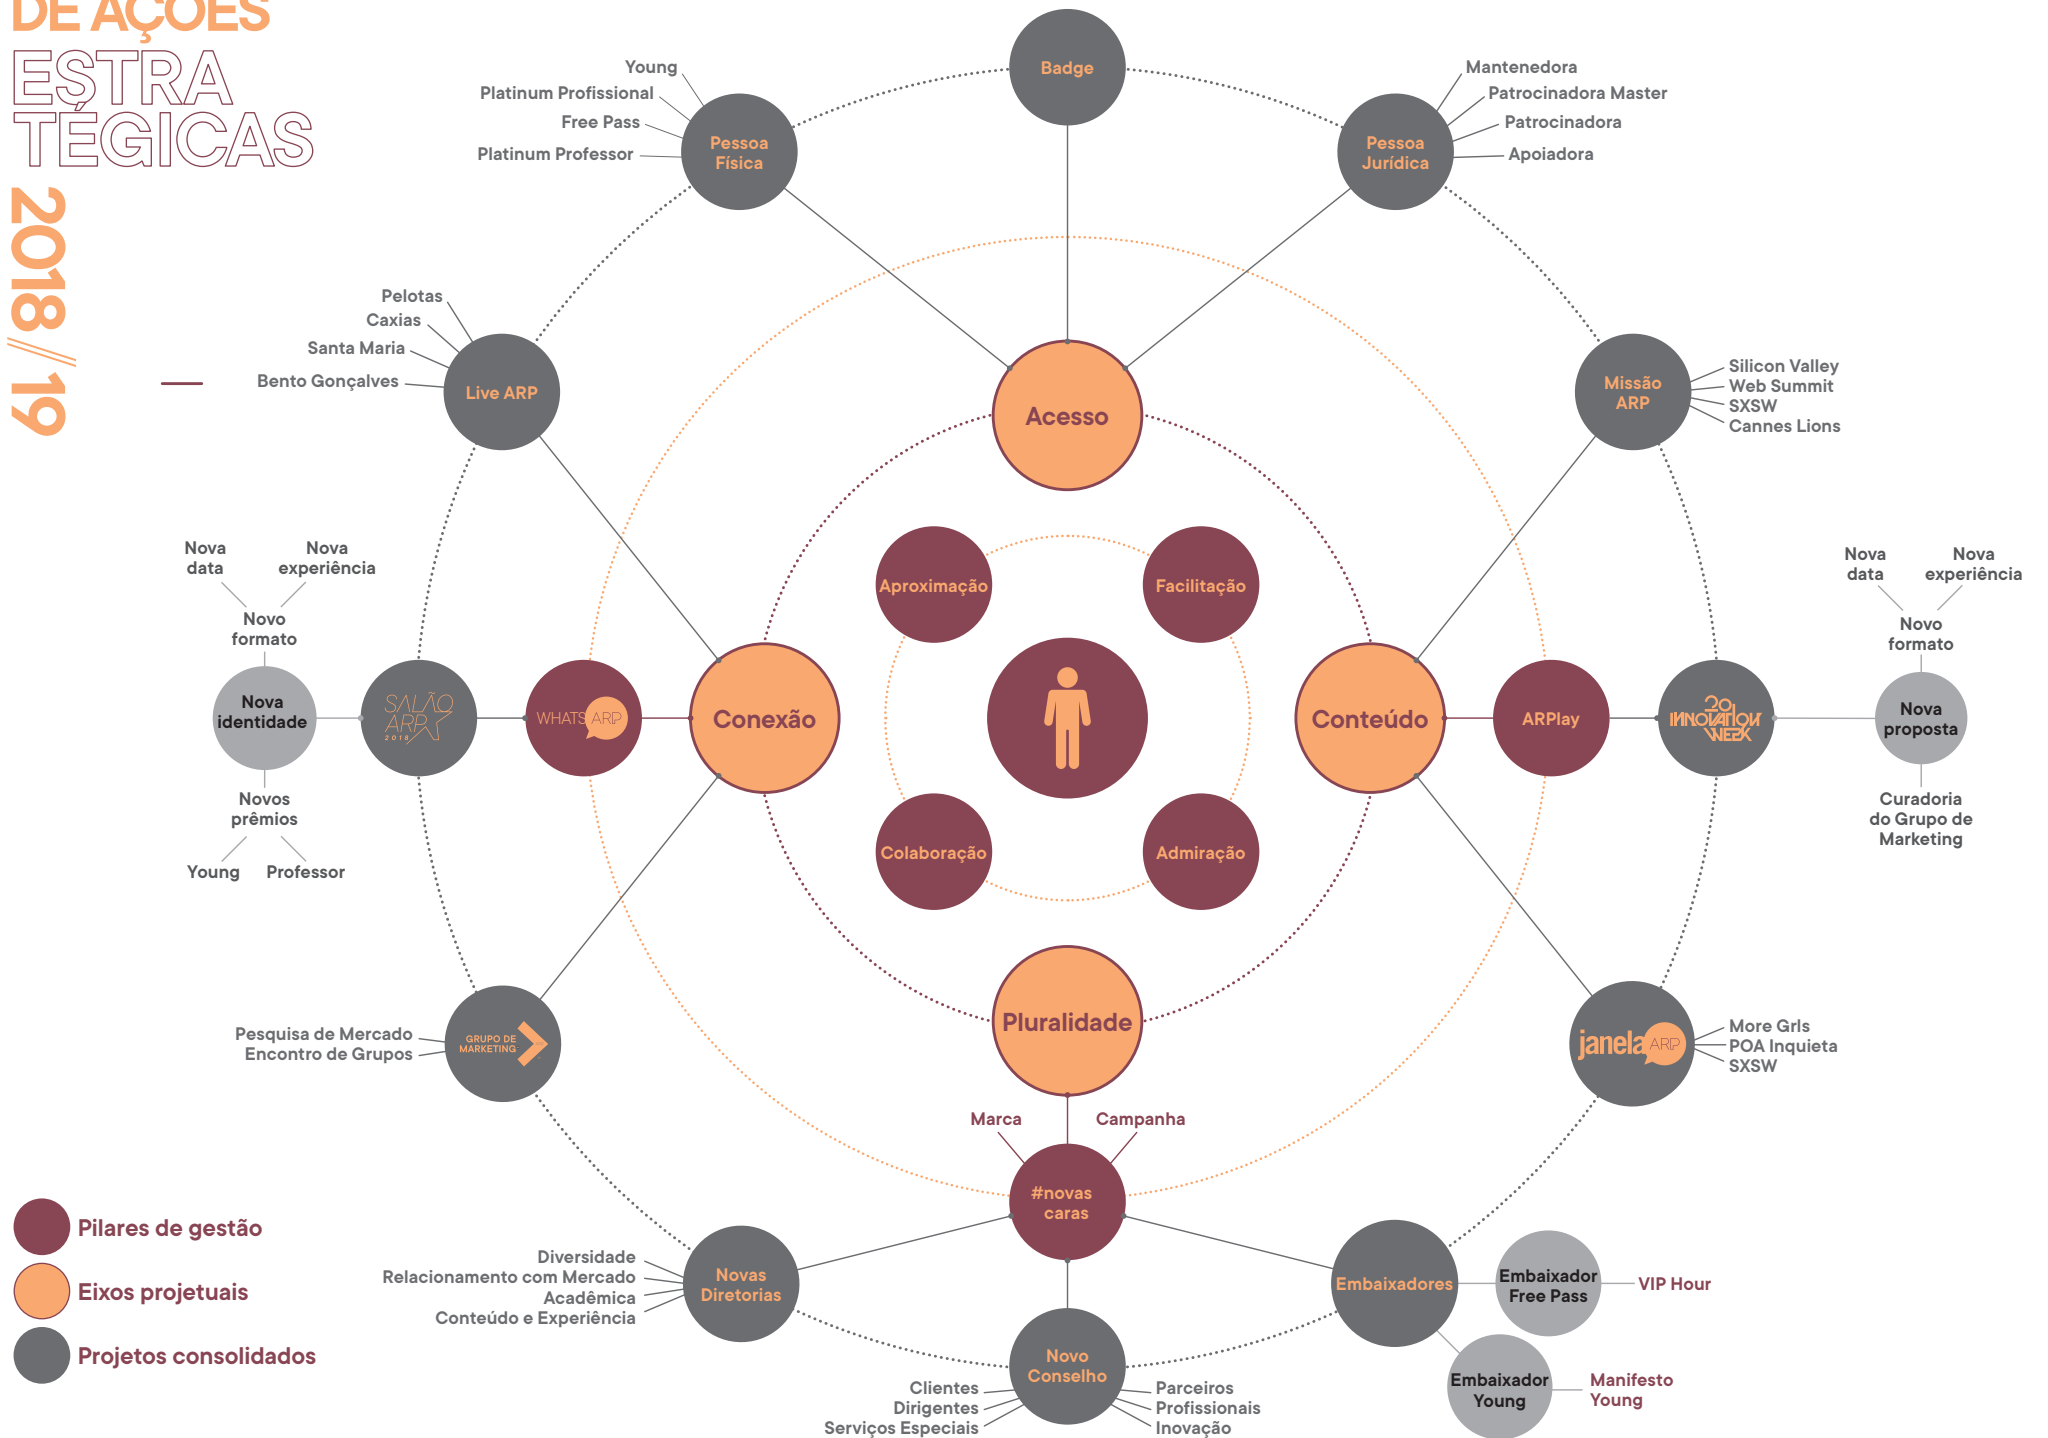 DE AÇÕES
ESTRA
TÉGICAS
2018 // 19
Badge
Young
Platinum Profissional
Free Pass
Platinum Professor
Pessoa
Física
Mantenedora
Patrocinadora Master
Patrocinadora
Apoiadora
Pessoa
Jurídica
Pelotas
Caxias
Santa Maria
Bento Gonçalves
Live ARP
Acesso
Missão
ARP
Silicon Valley
Web Summit
SXSW
Cannes Lions
Nova
data
Nova
experiência
Novo
formato
Nova
identidade
Novos
prêmios
Young
Professor
SALÃO
ARP
2018
WHATS ARP
Conexão
Aproximação
Facilitação
Colaboração
Admiração
Conteúdo
ARPlay
INNOVATION
WEEK
Nova
data
Nova
experiência
Novo
formato
Nova
proposta
Curadoria
do Grupo de
Marketing
Pesquisa de Mercado
Encontro de Grupos
GRUPO DE
MARKETING
Pluralidade
janela ARP
More Grls
POA Inquieta
SXSW
Marca
Campanha
#novas
caras
Diversidade
Relacionamento com Mercado
Acadêmica
Conteúdo e Experiência
Novas
Diretorias
Novo
Conselho
Clientes
Dirigentes
Serviços Especiais
Parceiros
Profissionais
Inovação
Embaixadores
Embaixador
Free Pass
VIP Hour
Embaixador
Young
Manifesto
Young
Pilares de gestão
Eixos projetuais
Projetos consolidados